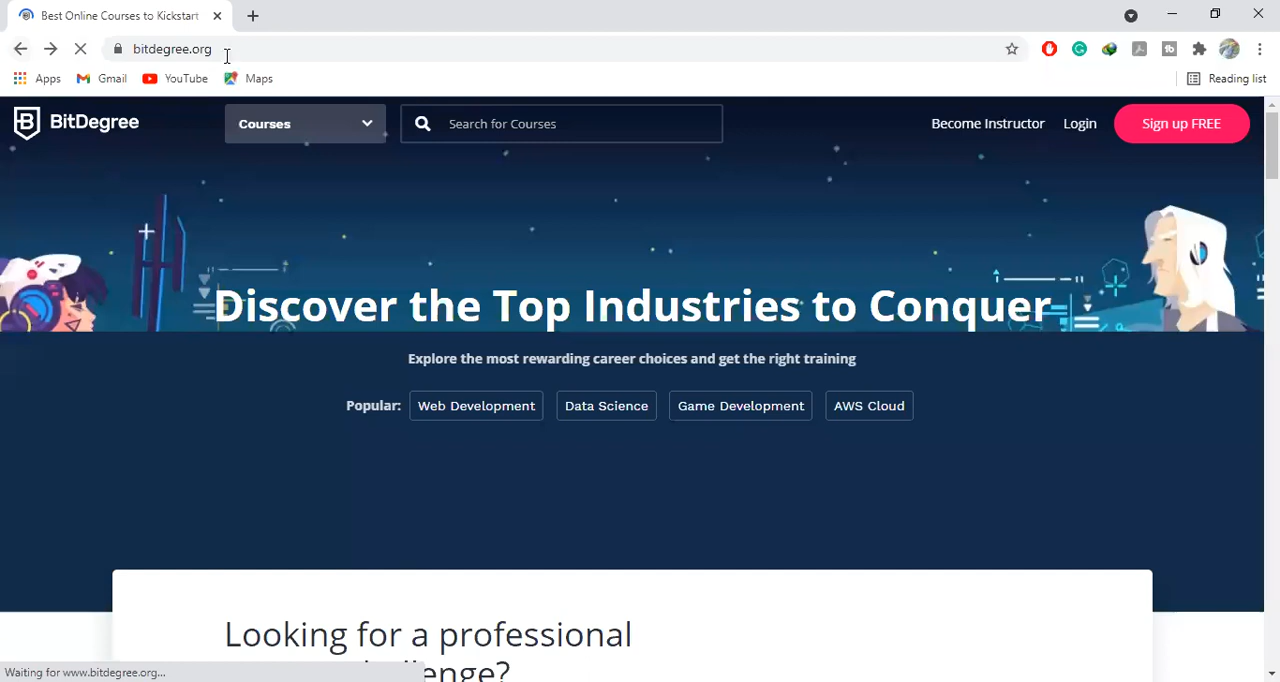 Best Online Courses to Kickstart
bitdegree.org
Apps Gmail YouTube Maps Reading list
BitDegree Courses Search for Courses Become Instructor Login Sign up FREE
Discover the Top Industries to Conquer
Explore the most rewarding career choices and get the right training
Popular: Web Development Data Science Game Development AWS Cloud
Looking for a professional
enge?
Waiting for www.bitdegree.org...